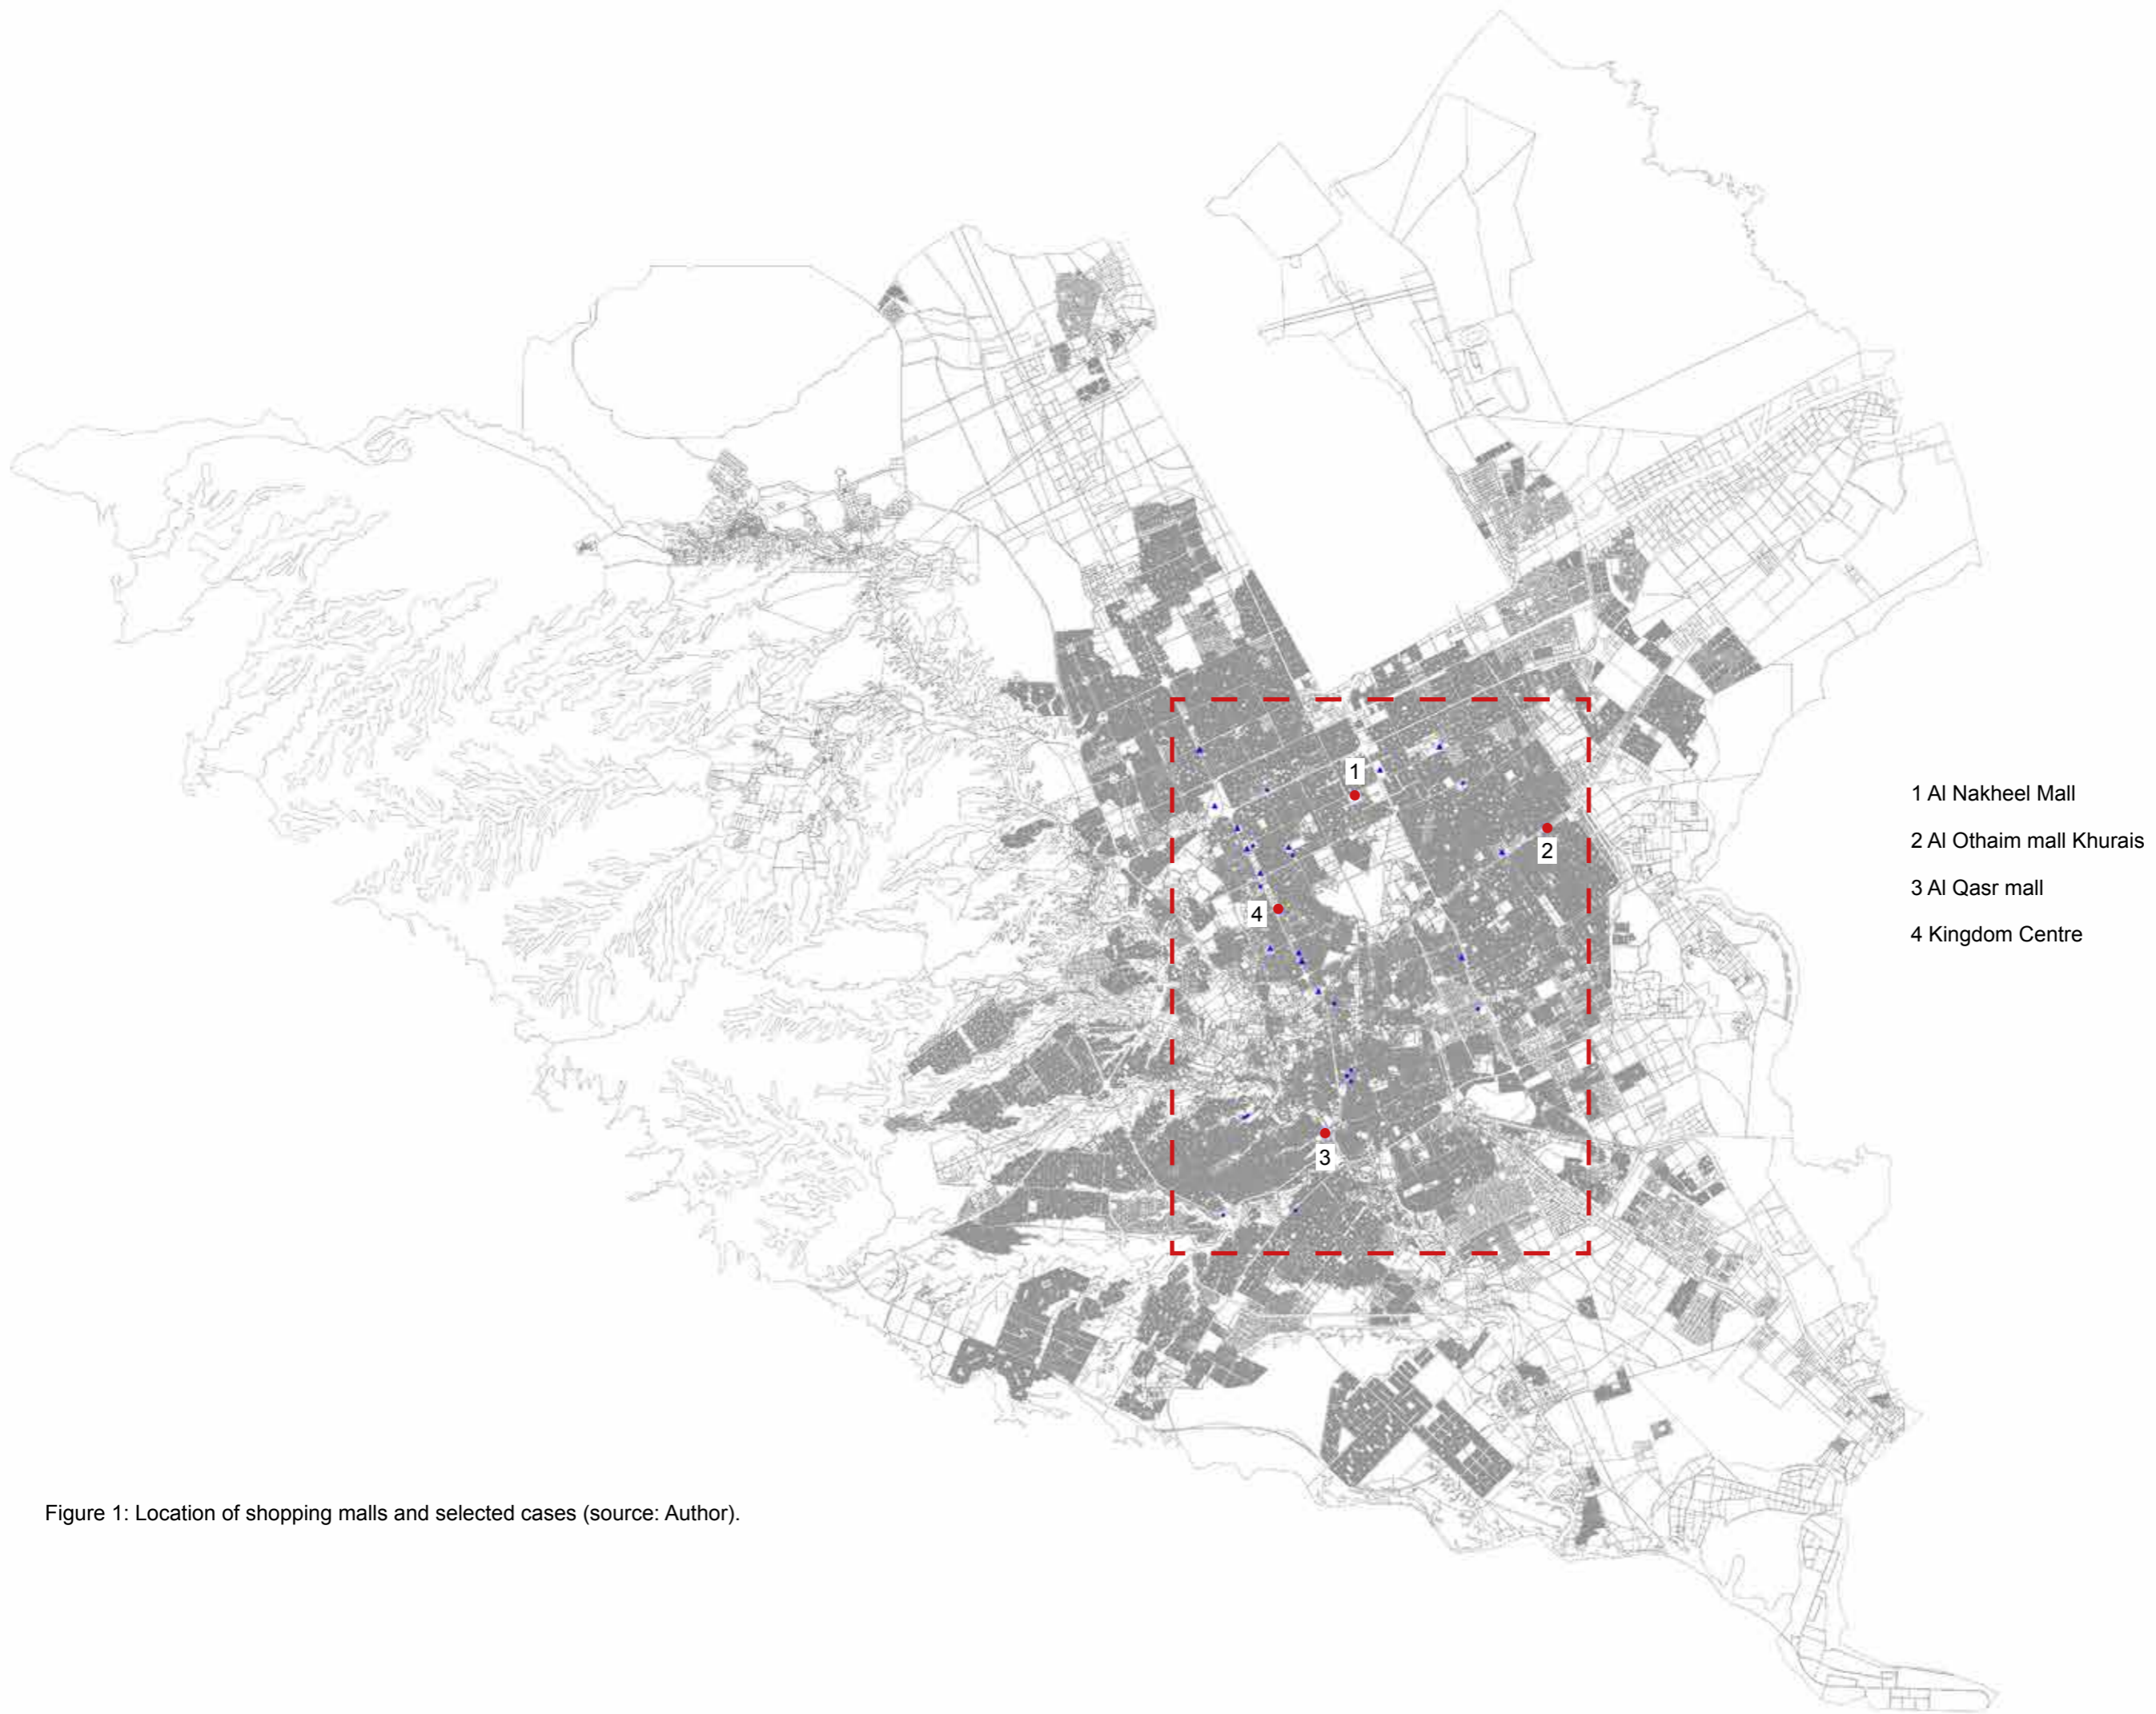 1
2
4
3
1 Al Nakheel Mall
2 Al Othaim mall Khurais
3 Al Qasr mall
4 Kingdom Centre
Figure 1: Location of shopping malls and selected cases (source: Author).